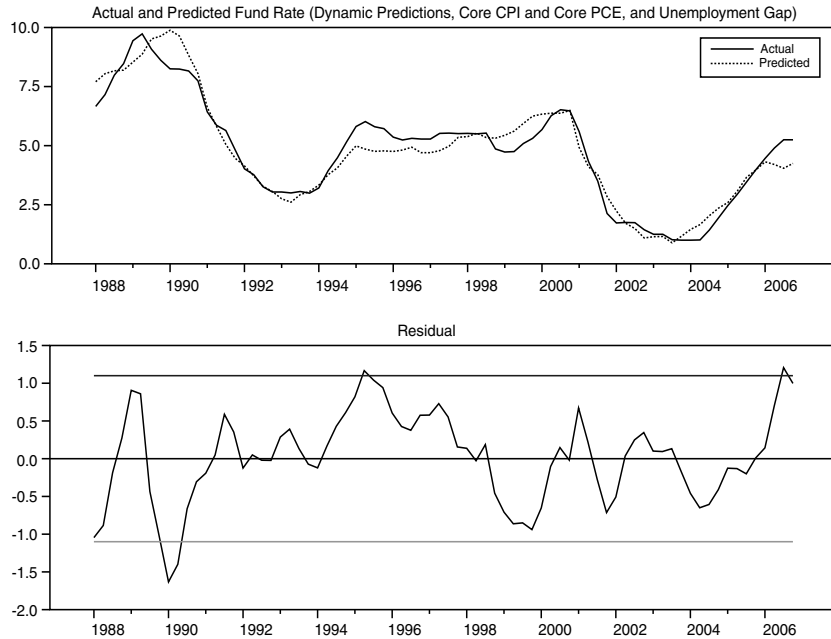 Actual and Predicted Fund Rate (Dynamic Predictions, Core CPI and Core PCE, and Unemployment Gap)
10.0
7.5
5.0
2.5
0.0
Actual
Predicted
1988 1990 1992 1994 1996 1998 2000 2002 2004 2006
Residual
1.5
1.0
0.5
0.0
-0.5
-1.0
-1.5
-2.0
1988 1990 1992 1994 1996 1998 2000 2002 2004 2006